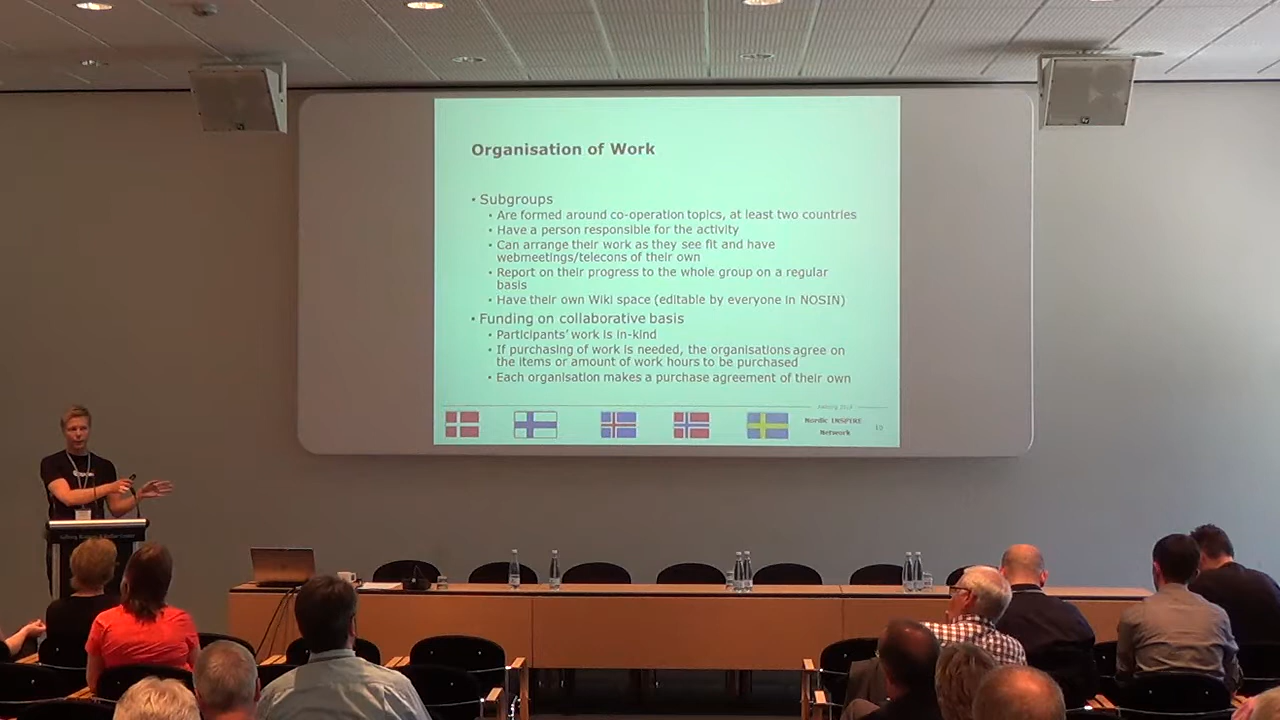 Organisation of Work
• Subgroups
• Are formed around co-operation topics, at least two countries
• Have a person responsible for the activity
• Can arrange their work as they see fit and have
webmeetings/telecons of their own
• Report on their progress to the whole group on a regular
basis
• Have their own Wiki space (editable by everyone in NOSIN)
• Funding on collaborative basis
• Participants’ work is in-kind
• If purchasing of work is needed, the organisations agree on
the items or amount of work hours to be purchased
• Each organisation makes a purchase agreement of their own
Nordic INSPIRE
Network
10